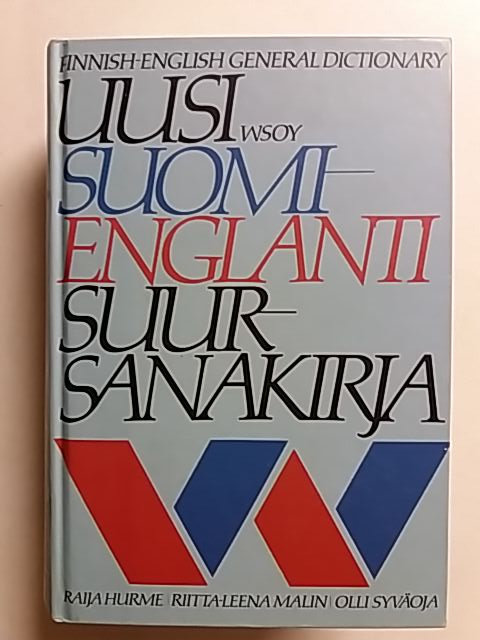 FINNISH-ENGLISH GENERAL DICTIONARY
UUSI WSOY
SUOMI-
ENGLANTI
SUUR-
SANAKIRJA
RAIJA HURME RIITTA-LEENA MALIN OLLI SYVÄOJA